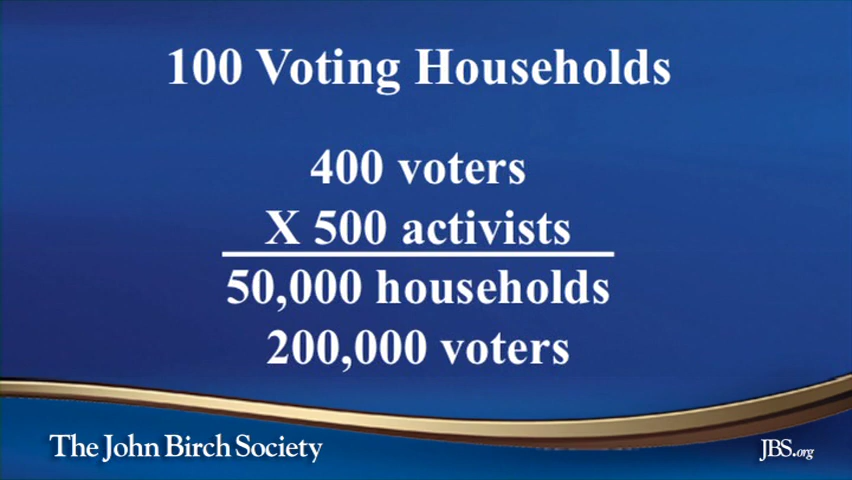 100 Voting Households
400 voters
X 500 activists
50,000 households
200,000 voters
The John Birch Society
JBS.org